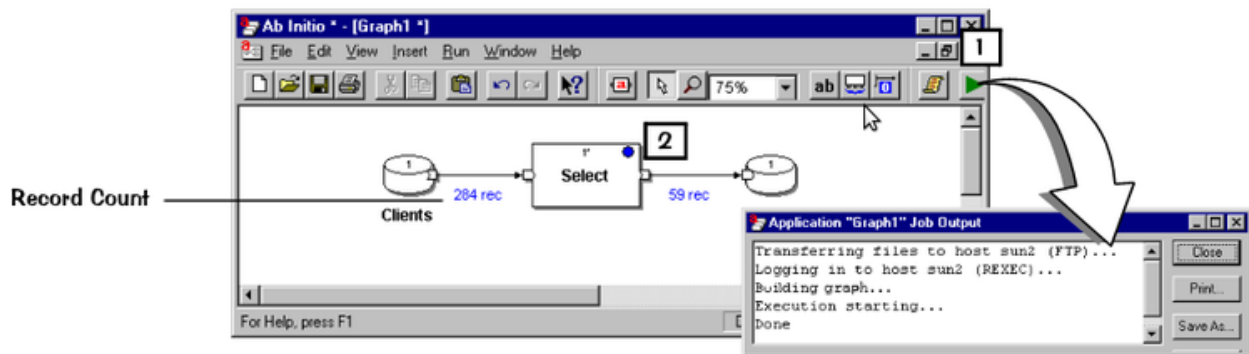 Ab Initio * - [Graph1 *]
File Edit View Insert Run Window Help
1
75%
ab
2
1
1*
1
Select
Record Count
284 rec
59 rec
Clients
Application "Graph1" Job Output
Transferring files to host sun2 (FTP)...
Close
Logging in to host sun2 (REXEC)...
Building graph...
Print...
Execution starting...
Done
Save As...
For Help, press F1